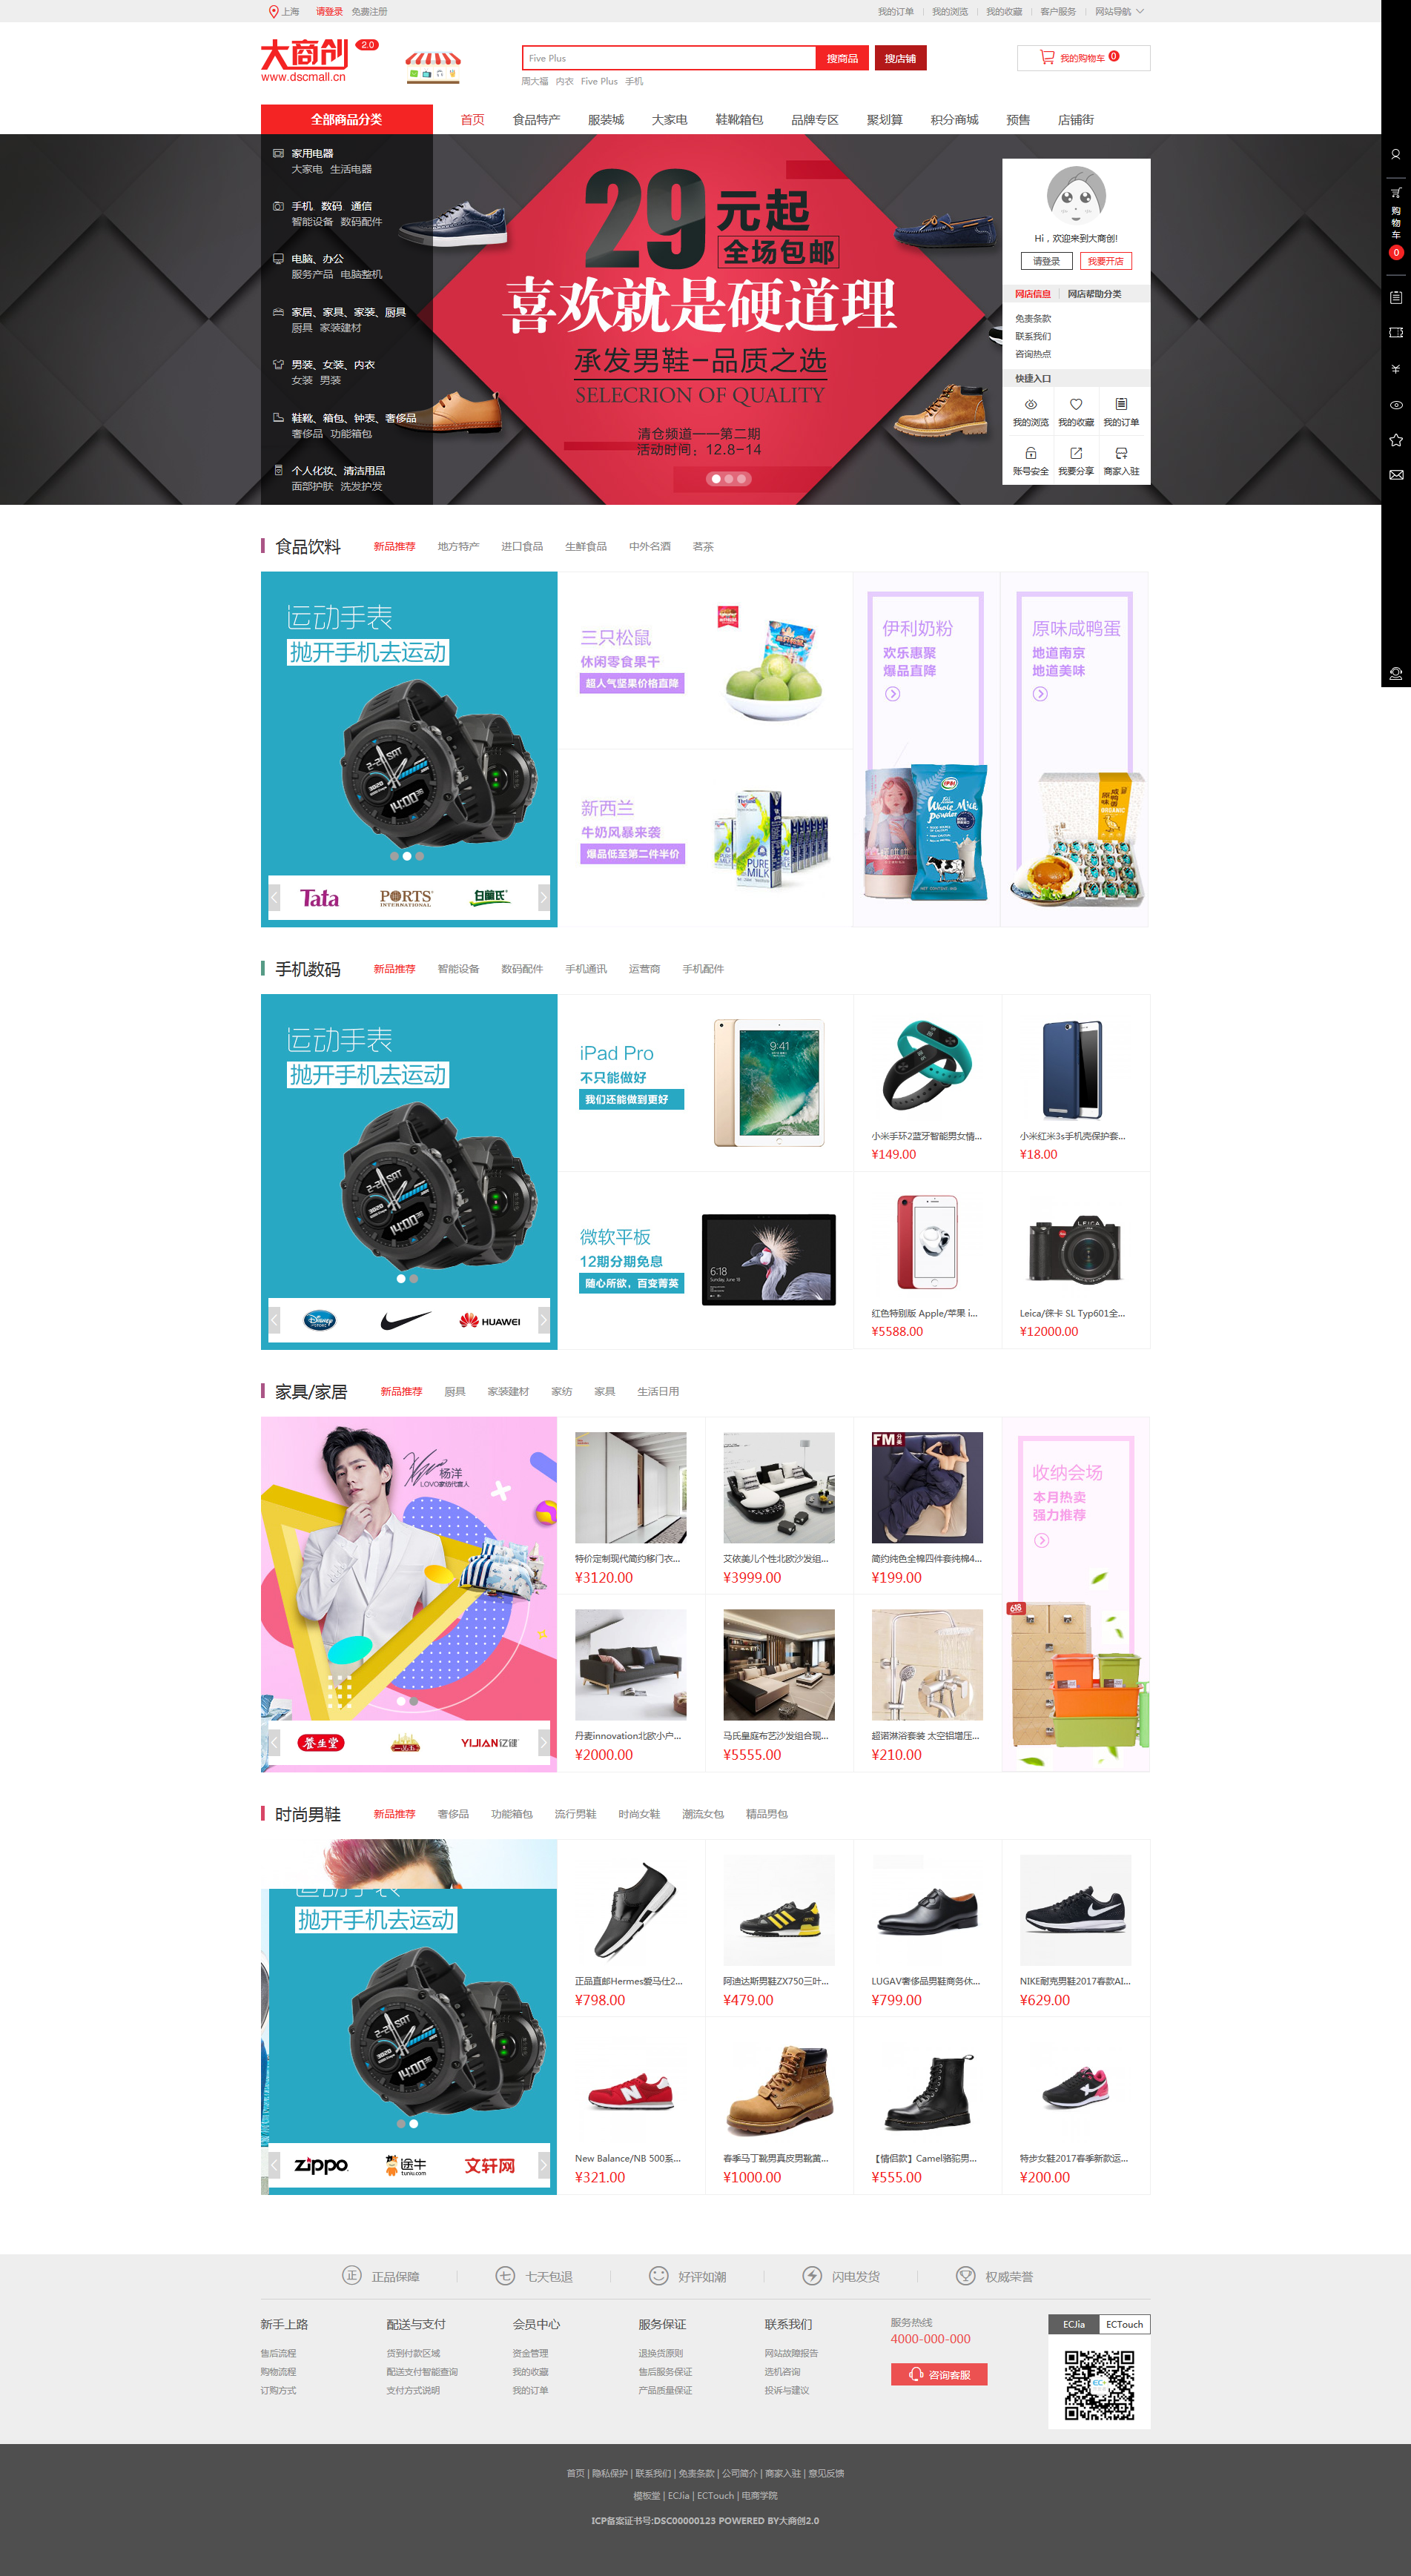 上海 请登录 免费注册
我的订单 我的浏览 我的收藏 客户服务 网站导航
大商创 2.0
www.dscmall.cn
Five Plus 搜商品 搜店铺
我的购物车 0
周大福 内衣 Five Plus 手机
全部商品分类 首页 食品特产 服装城 大家电 鞋靴箱包 品牌专区 聚划算 积分商城 预售 店铺街
家用电器
大家电 生活电器
手机、数码、通信
智能设备 数码配件
电脑、办公
服务产品 电脑整机
家居、家具、家装、厨具
厨具 家装建材
男装、女装、内衣
女装 男装
鞋靴、箱包、钟表、奢侈品
奢侈品 功能箱包
个人化妆、清洁用品
面部护肤 洗发护发
29元起
全场包邮
喜欢就是硬道理
承发男鞋-品质之选
SELECRION OF QUALITY
清仓频道——第二期
活动时间：12.8-14
Hi，欢迎来到大商创!
请登录 我要开店
网店信息 网店帮助分类
免责条款
联系我们
咨询热点
快捷入口
我的浏览 我的收藏 我的订单
账号安全 我要分享 商家入驻
购物车
0
食品饮料 新品推荐 地方特产 进口食品 生鲜食品 中外名酒 茗茶
运动手表
抛开手机去运动
Tata PORTS INTERNATIONAL
三只松鼠
休闲零食果干
超人气坚果价格直降
新西兰
牛奶风暴来袭
爆品低至第二件半价
PURE MILK
伊利奶粉
欢乐惠聚
爆品直降
Whole Milk Powder
原味咸鸭蛋
地道南京
地道美味
手机数码 新品推荐 智能设备 数码配件 手机通讯 运营商 手机配件
运动手表
抛开手机去运动
Disney HUAWEI
iPad Pro
不只能做好
我们还能做到更好
9:41
微软平板
12期分期免息
随心所欲，百变菁英
6:18
小米手环2蓝牙智能男女情...
¥149.00
小米红米3s手机壳保护套...
¥18.00
红色特别版 Apple/苹果 i...
¥5588.00
LEICA
Leica/徕卡 SL Typ601全...
¥12000.00
家具/家居 新品推荐 厨具 家装建材 家纺 家具 生活日用
杨洋
LOVO家纺代言人
养生堂 YIJIAN亿健
特价定制现代简约移门衣...
¥3120.00
艾依美儿个性北欧沙发组...
¥3999.00
FM 分类
简约纯色全棉四件套纯棉4...
¥199.00
丹麦innovation北欧小户...
¥2000.00
马氏皇庭布艺沙发组合现...
¥5555.00
超诺淋浴套装 太空铝增压...
¥210.00
收纳会场
本月热卖
强力推荐
618
时尚男鞋 新品推荐 奢侈品 功能箱包 流行男鞋 时尚女鞋 潮流女包 精品男包
运动手表
抛开手机去运动
zippo 途牛 tuniu.com 文轩网
正品直邮Hermes爱马仕2...
¥798.00
阿迪达斯男鞋ZX750三叶...
¥479.00
LUGAV奢侈品男鞋商务休...
¥799.00
NIKE耐克男鞋2017春款AI...
¥629.00
New Balance/NB 500系...
¥321.00
春季马丁靴男真皮男靴黄...
¥1000.00
【情侣款】Camel骆驼男...
¥555.00
特步女鞋2017春季新款运...
¥200.00
正 正品保障 七 七天包退 好评如潮 闪电发货 权威荣誉
新手上路 配送与支付 会员中心 服务保证 联系我们
售后流程 货到付款区域 资金管理 退换货原则 网站故障报告
购物流程 配送支付智能查询 我的收藏 售后服务保证 选机咨询
订购方式 支付方式说明 我的订单 产品质量保证 投诉与建议
服务热线
4000-000-000
咨询客服
ECJia ECTouch
首页 | 隐私保护 | 联系我们 | 免责条款 | 公司简介 | 商家入驻 | 意见反馈
模板堂 | ECJia | ECTouch | 电商学院
ICP备案证书号:DSC00000123 POWERED BY大商创2.0